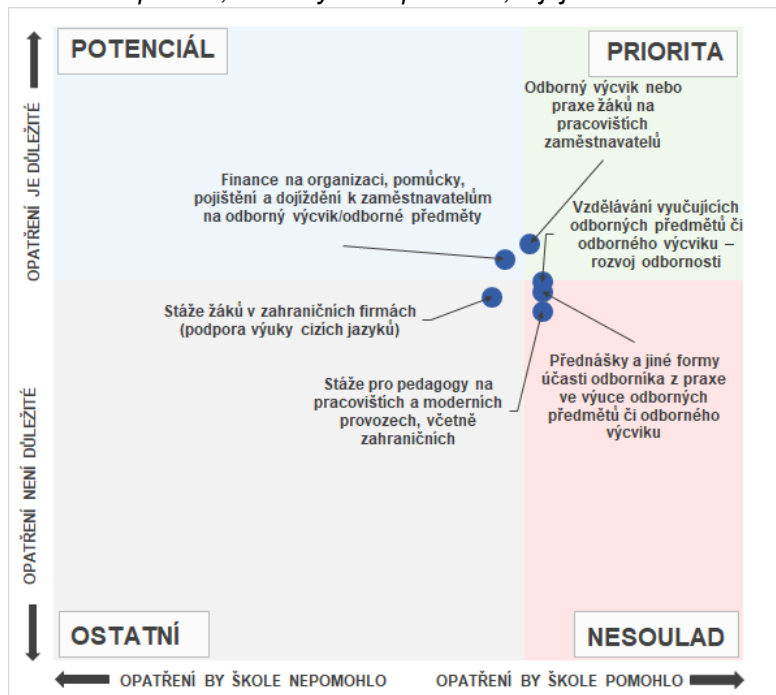 POTENCIÁL
PRIORITA
Odborný výcvik nebo
praxe žáků na
pracovištích
zaměstnavatelů
Finance na organizaci, pomůcky,
pojištění a dojíždění k zaměstnavatelům
na odborný výcvik/odborné předměty
Vzdělávání vyučujících
odborných předmětů či
odborného výcviku –
rozvoj odbornosti
Stáže žáků v zahraničních firmách
(podpora výuky cizích jazyků)
Stáže pro pedagogy na
pracovištích a moderních
provozech, včetně
zahraničních
Přednášky a jiné formy
účasti odborníka z praxe
ve výuce odborných
předmětů či odborného
výcviku
OPATŘENÍ JE DŮLEŽITÉ
OPATŘENÍ NENÍ DŮLEŽITÉ
OSTATNÍ
NESOULAD
OPATŘENÍ BY ŠKOLE NEPOMOHLO
OPATŘENÍ BY ŠKOLE POMOHLO